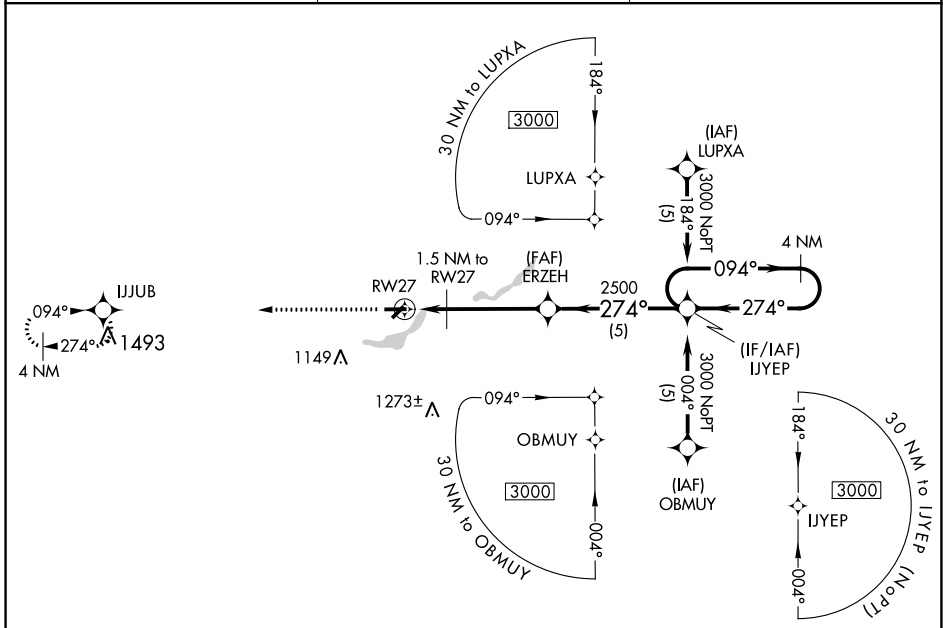 30 NM to LUPXA
184°
3000
LUPXA
094°
(IAF)
LUPXA
3000 NoPT
184°
(5)
4 NM
094°
1.5 NM to
RW27
(FAF)
ERZEH
RW27
2500
274°
(5)
274°
IJJUB
094°
274°
1493
4 NM
1149
(IF/IAF)
IJYEP
1273±
094°
OBMUY
3000
004°
30 NM to OBMUY
3000 NoPT
004°
(5)
(IAF)
OBMUY
184°
3000
IJYEP
004°
30 NM to IJYEP (NoPT)